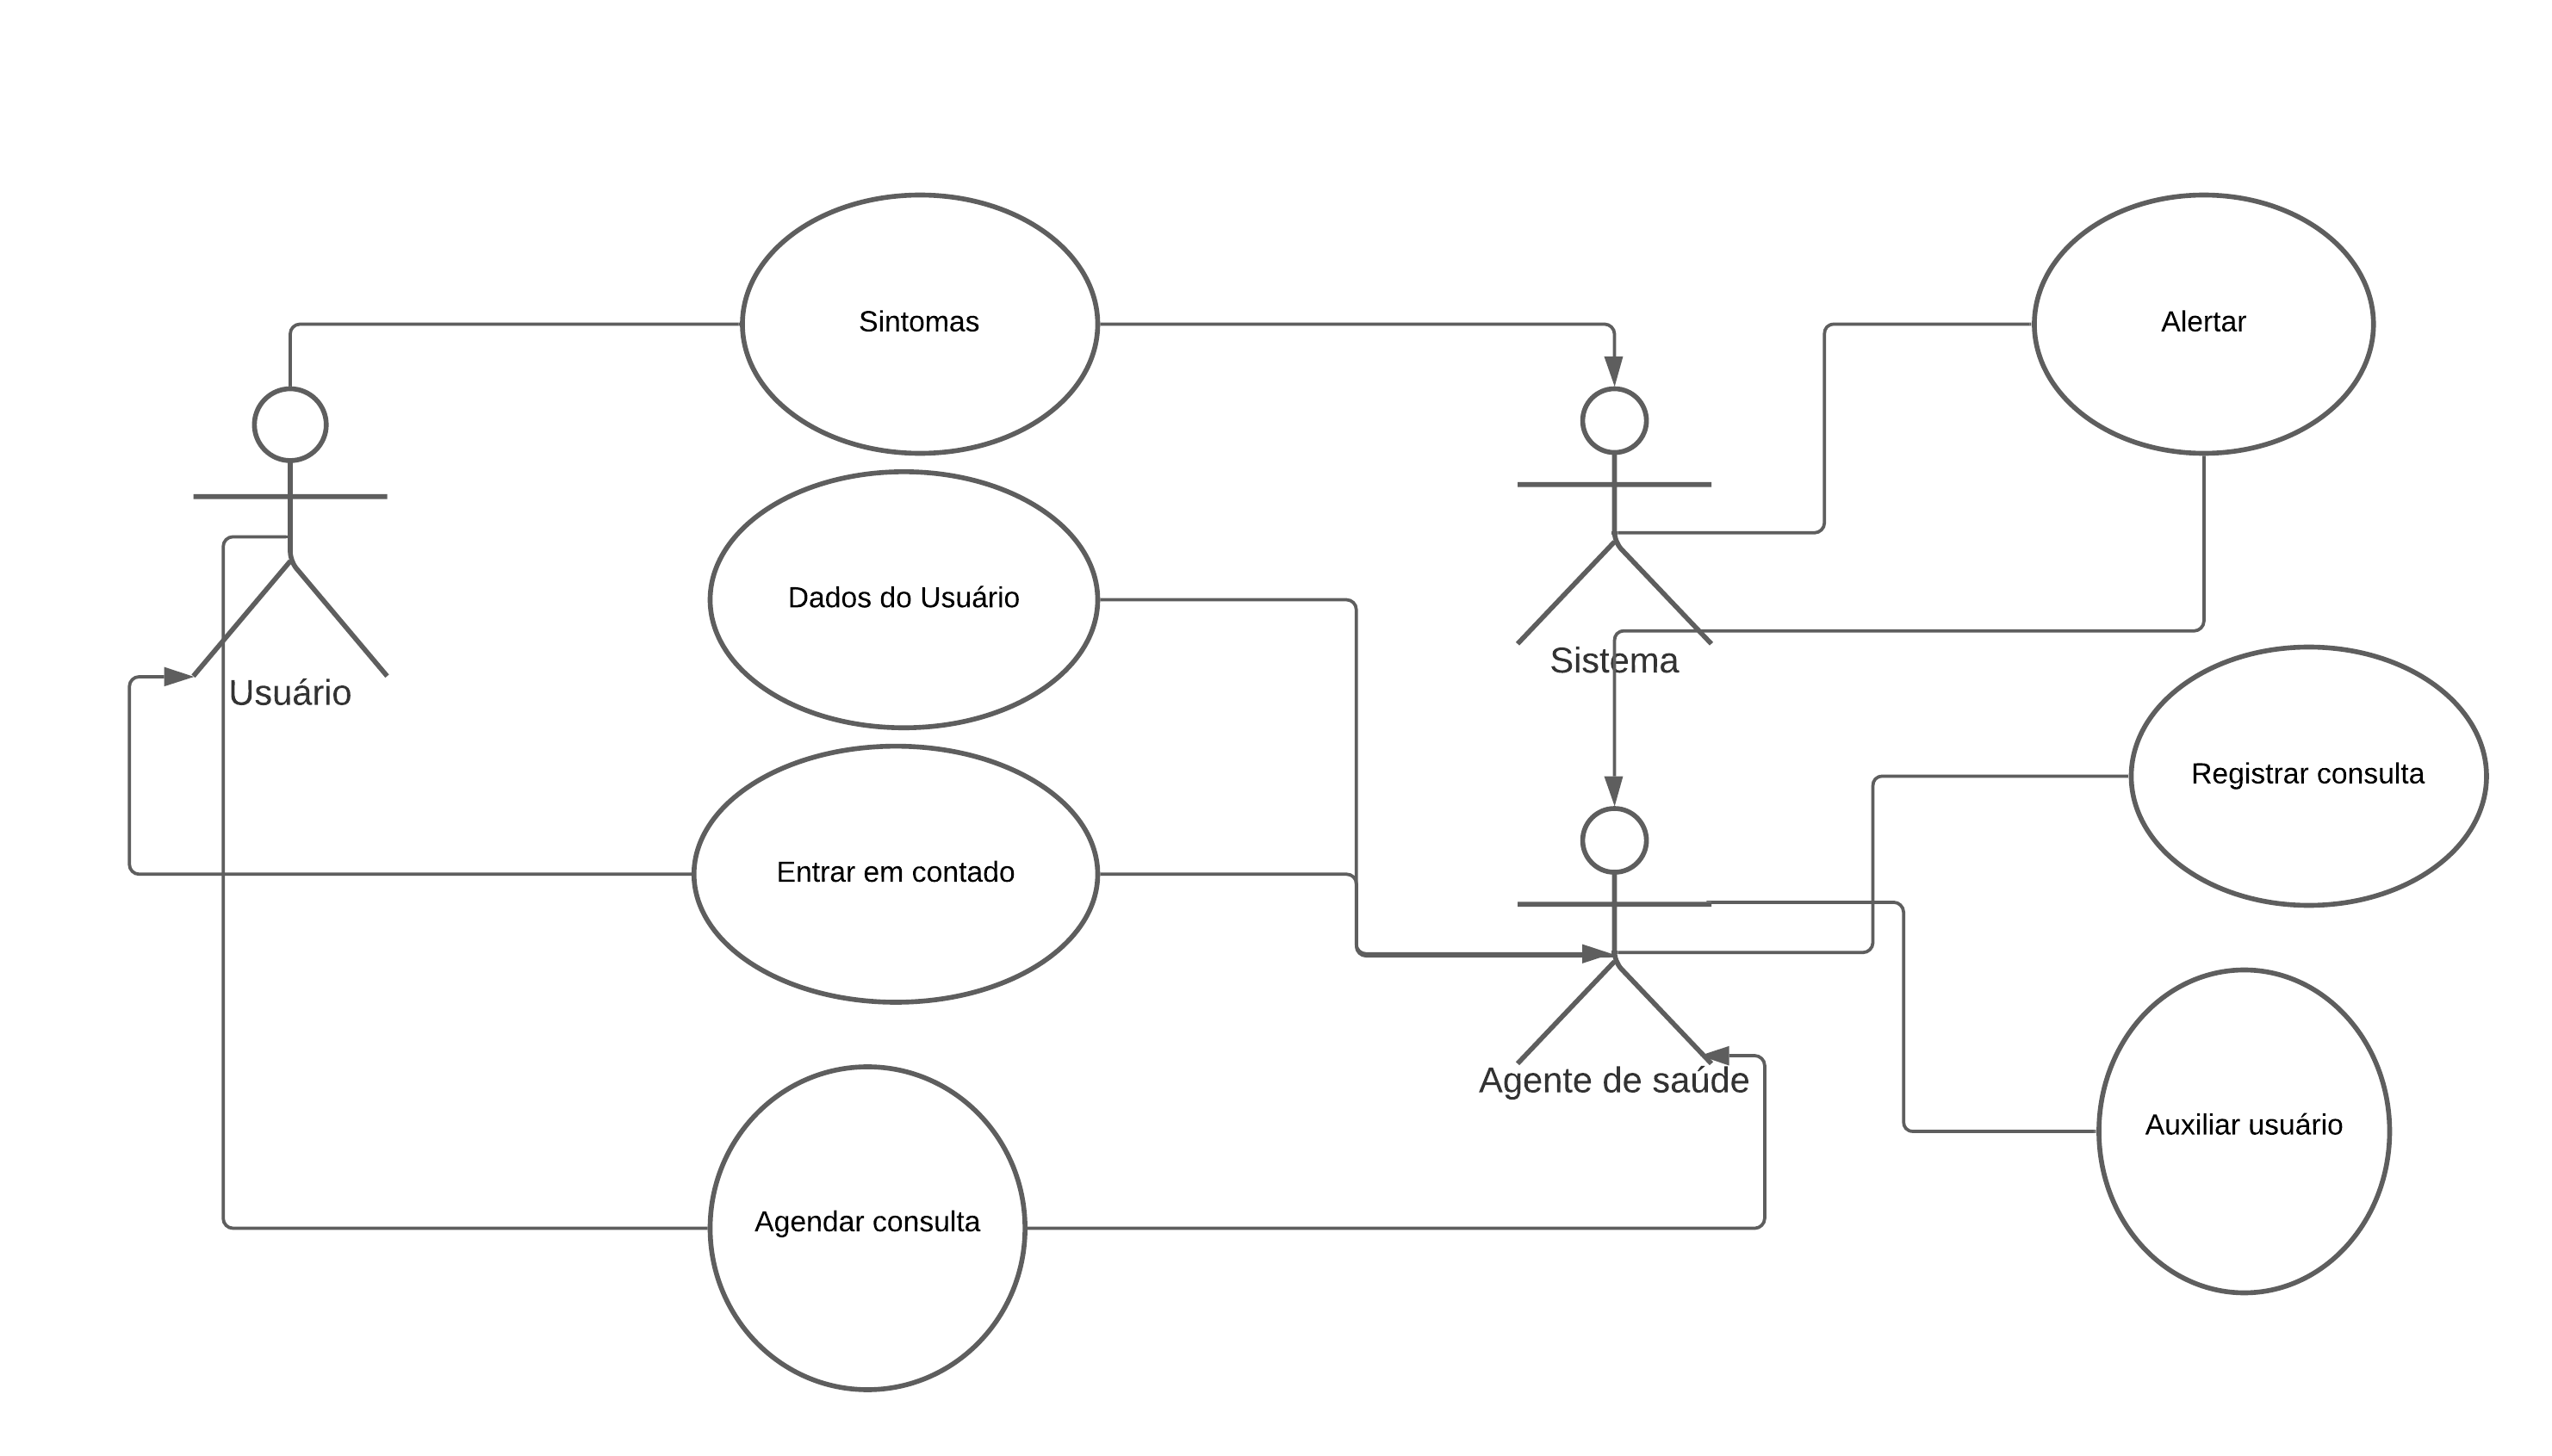 Sintomas
Alertar
Dados do Usuário
Sistema
Usuário
Registrar consulta
Entrar em contado
Agente de saúde
Auxiliar usuário
Agendar consulta